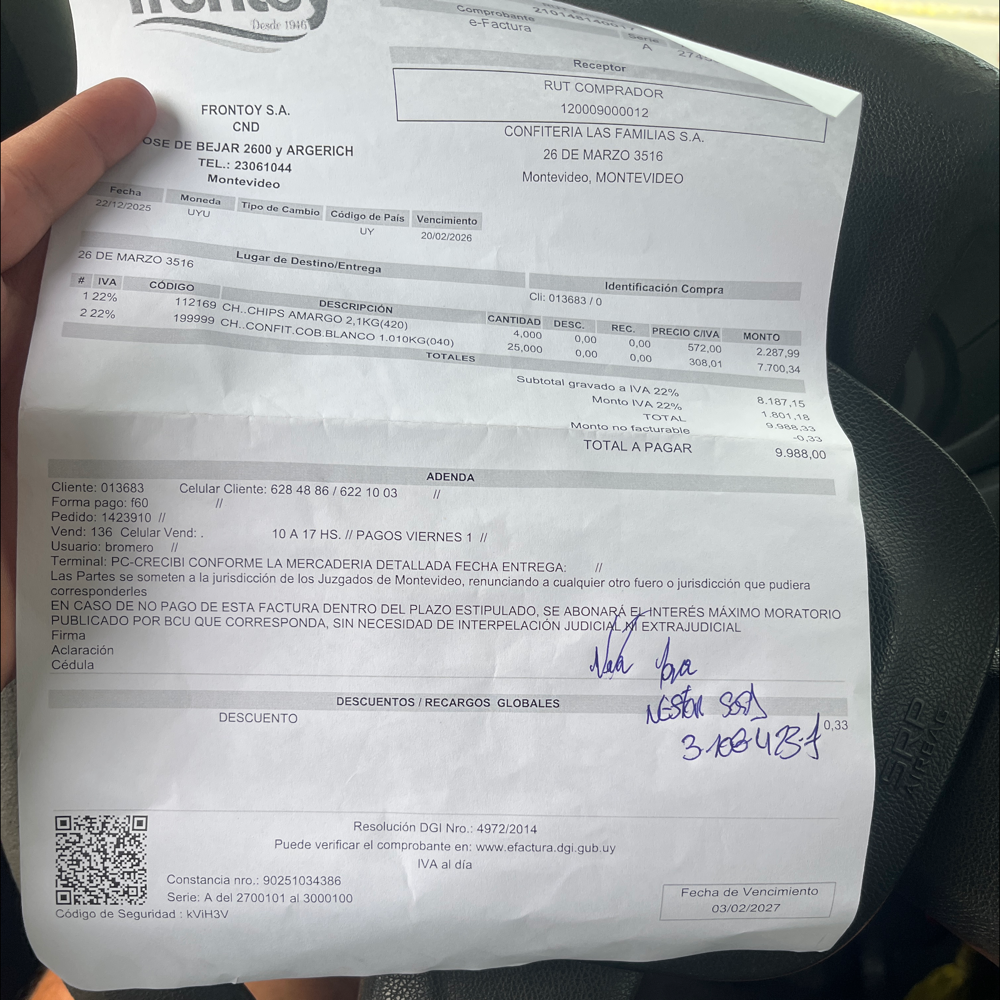 frontoy
Desde 1946
Comprobante
e-Factura
Serie
A
Receptor
RUT COMPRADOR
120009000012
CONFITERIA LAS FAMILIAS S.A.
26 DE MARZO 3516
Montevideo, MONTEVIDEO
FRONTOY S.A.
CND
OSE DE BEJAR 2600 y ARGERICH
TEL.: 23061044
Montevideo
Fecha Moneda Tipo de Cambio Código de País Vencimiento
22/12/2025 UYU UY 20/02/2026
Lugar de Destino/Entrega
26 DE MARZO 3516
Identificación Compra
Cli: 013683 / 0
# IVA CÓDIGO DESCRIPCIÓN CANTIDAD DESC. REC. PRECIO C/IVA MONTO
1 22% 112169 CH..CHIPS AMARGO 2,1KG(420) 4,000 0,00 0,00 572,00 2.287,99
2 22% 199999 CH..CONFIT.COB.BLANCO 1.010KG(040) 25,000 0,00 0,00 308,01 7.700,34
TOTALES
Subtotal gravado a IVA 22% 8.187,15
Monto IVA 22% 1.801,18
TOTAL 9.988,33
Monto no facturable -0,33
TOTAL A PAGAR 9.988,00
ADENDA
Cliente: 013683 Celular Cliente: 628 48 86 / 622 10 03 //
Forma pago: f60 //
Pedido: 1423910 //
Vend: 136 Celular Vend: . 10 A 17 HS. // PAGOS VIERNES 1 //
Usuario: bromero //
Terminal: PC-CRECIBI CONFORME LA MERCADERIA DETALLADA FECHA ENTREGA: //
Las Partes se someten a la jurisdicción de los Juzgados de Montevideo, renunciando a cualquier otro fuero o jurisdicción que pudiera
corresponderles
EN CASO DE NO PAGO DE ESTA FACTURA DENTRO DEL PLAZO ESTIPULADO, SE ABONARÁ EL INTERÉS MÁXIMO MORATORIO
PUBLICADO POR BCU QUE CORRESPONDA, SIN NECESIDAD DE INTERPELACIÓN JUDICIAL NI EXTRAJUDICIAL
Firma
Aclaración
Cédula
NESTOR SOSA
DESCUENTOS / RECARGOS GLOBALES
DESCUENTO 0,33
Resolución DGI Nro.: 4972/2014
Puede verificar el comprobante en: www.efactura.dgi.gub.uy
IVA al día
Constancia nro.: 90251034386
Serie: A del 2700101 al 3000100
Código de Seguridad : kViH3V
Fecha de Vencimiento
03/02/2027
SRP
AIRBAG